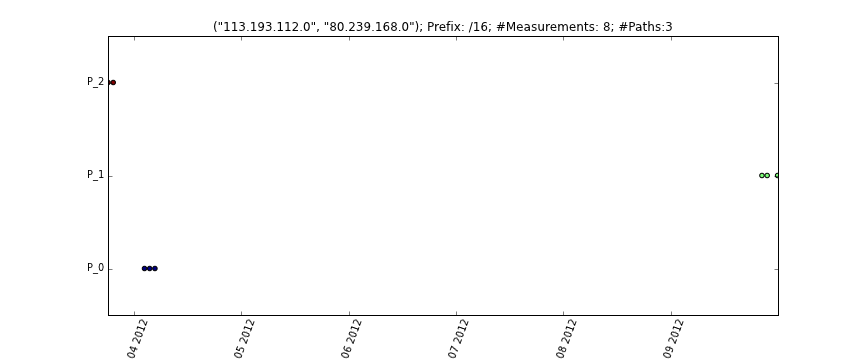 ("113.193.112.0", "80.239.168.0"); Prefix: /16; #Measurements: 8; #Paths:3
P_2
P_1
P_0
04 2012
05 2012
06 2012
07 2012
08 2012
09 2012